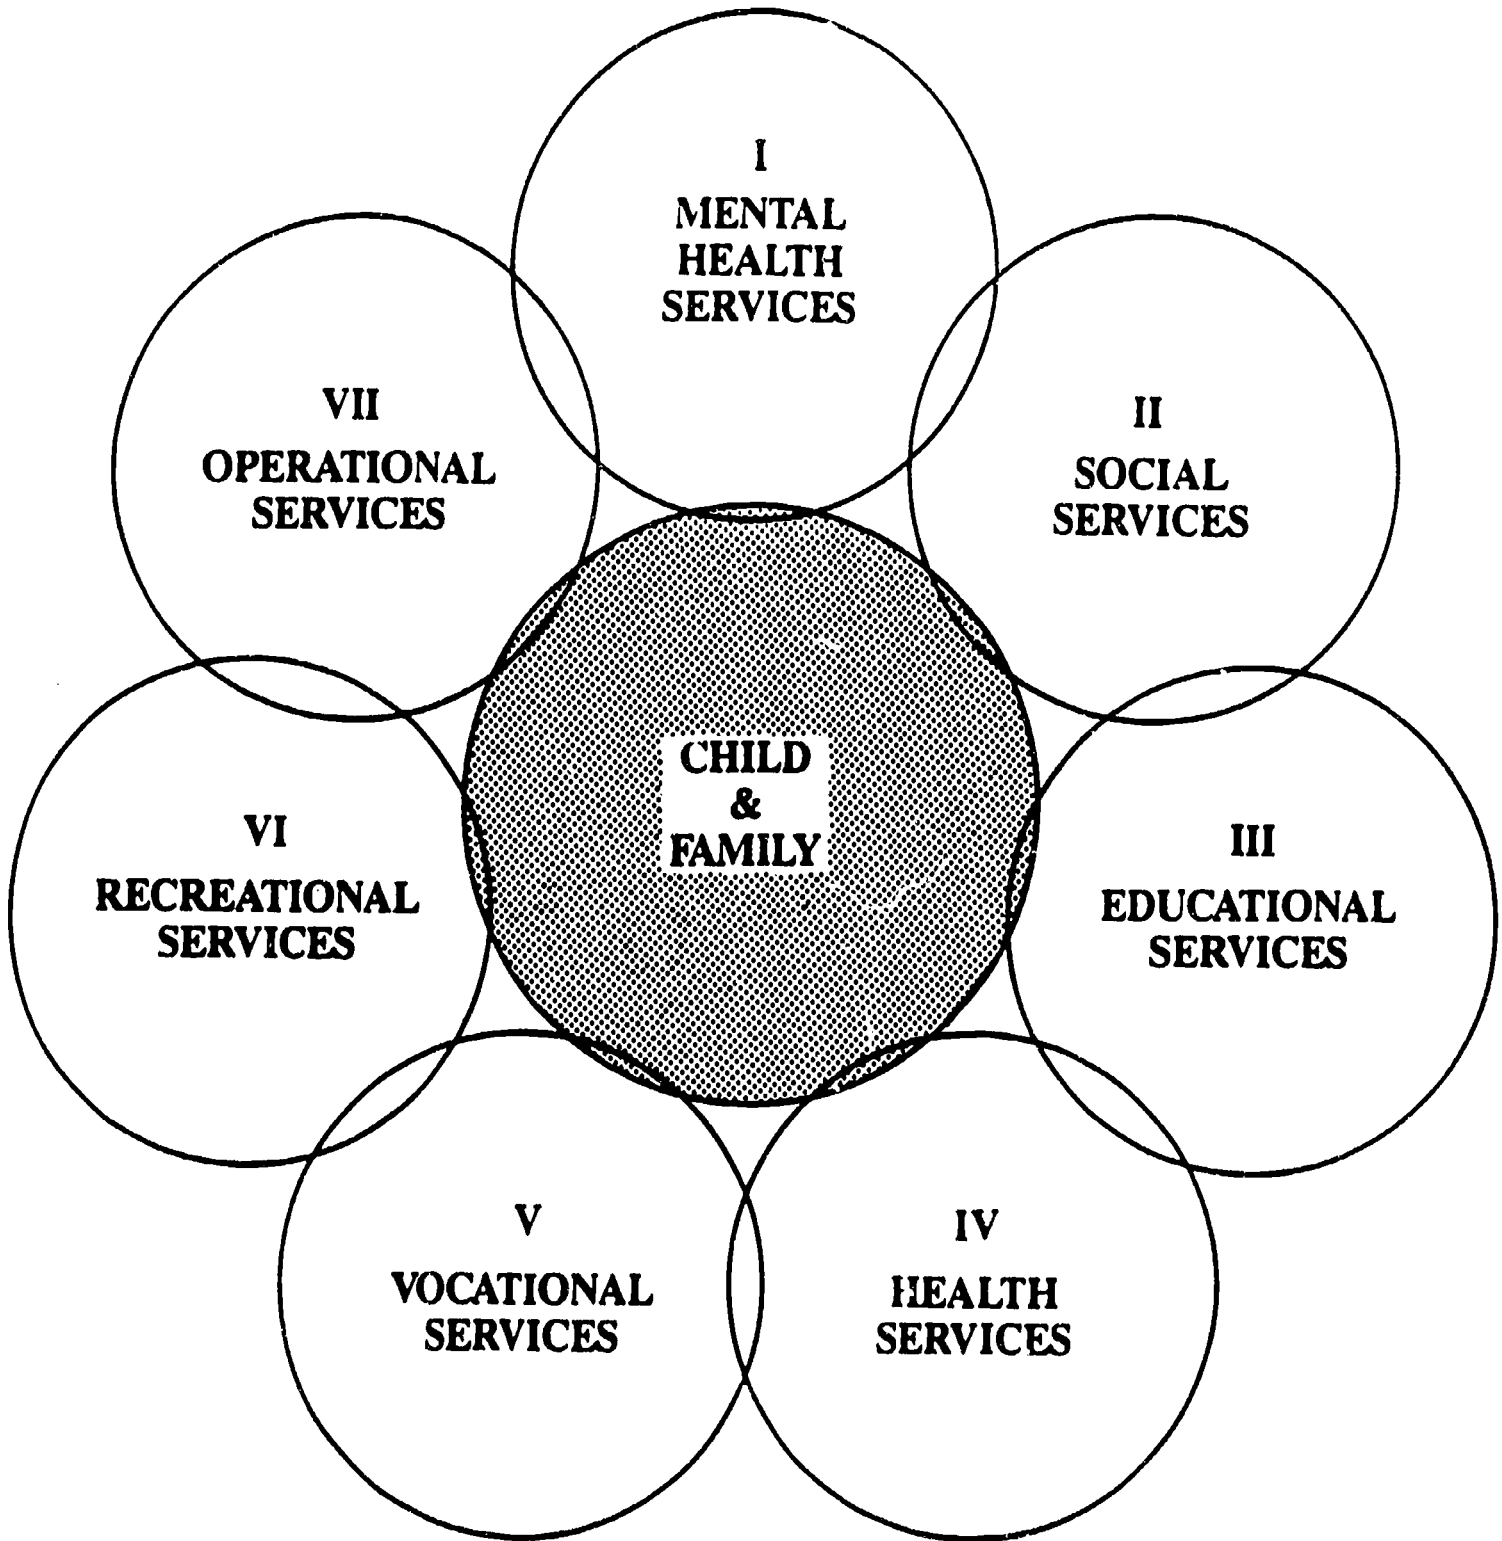 I
MENTAL
HEALTH
SERVICES
II
SOCIAL
SERVICES
III
EDUCATIONAL
SERVICES
IV
HEALTH
SERVICES
V
VOCATIONAL
SERVICES
VI
RECREATIONAL
SERVICES
VII
OPERATIONAL
SERVICES
CHILD
&
FAMILY